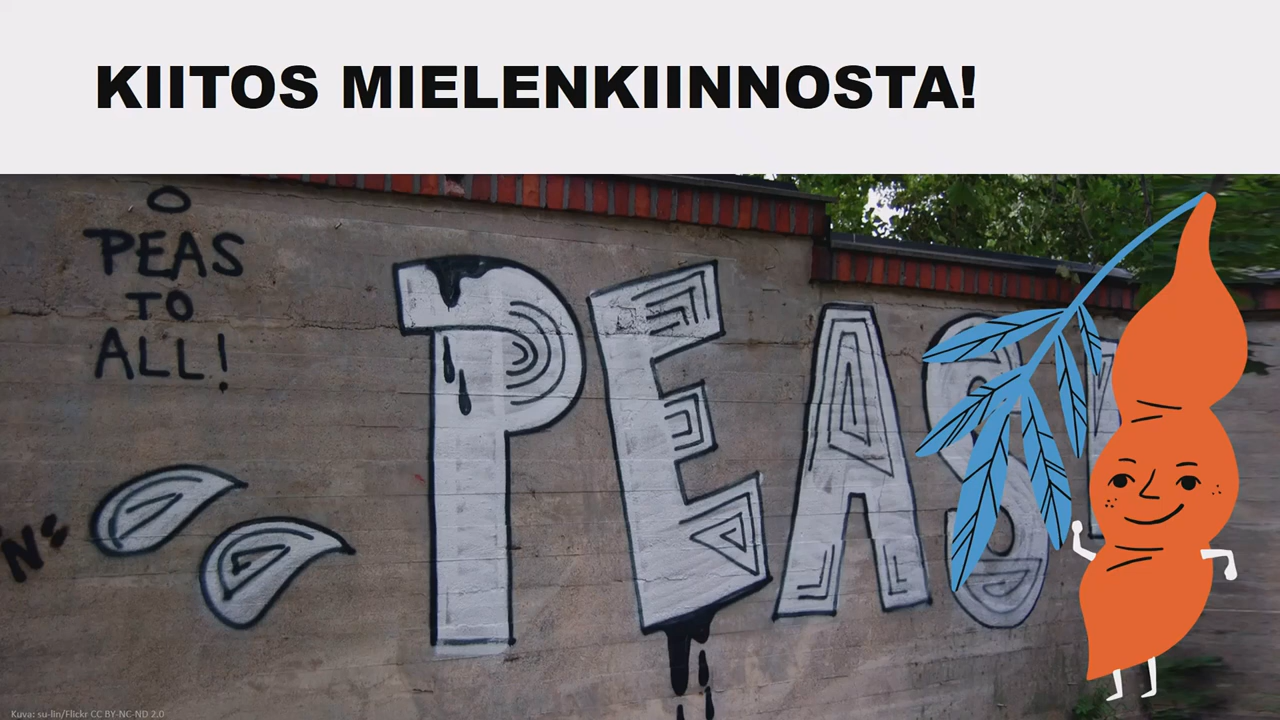 KIITOS MIELENKIINNOSTA!
O
PEAS
TO
ALL!
PEAS
Kuva: su-lin/Flickr CC BY-NC-ND 2.0